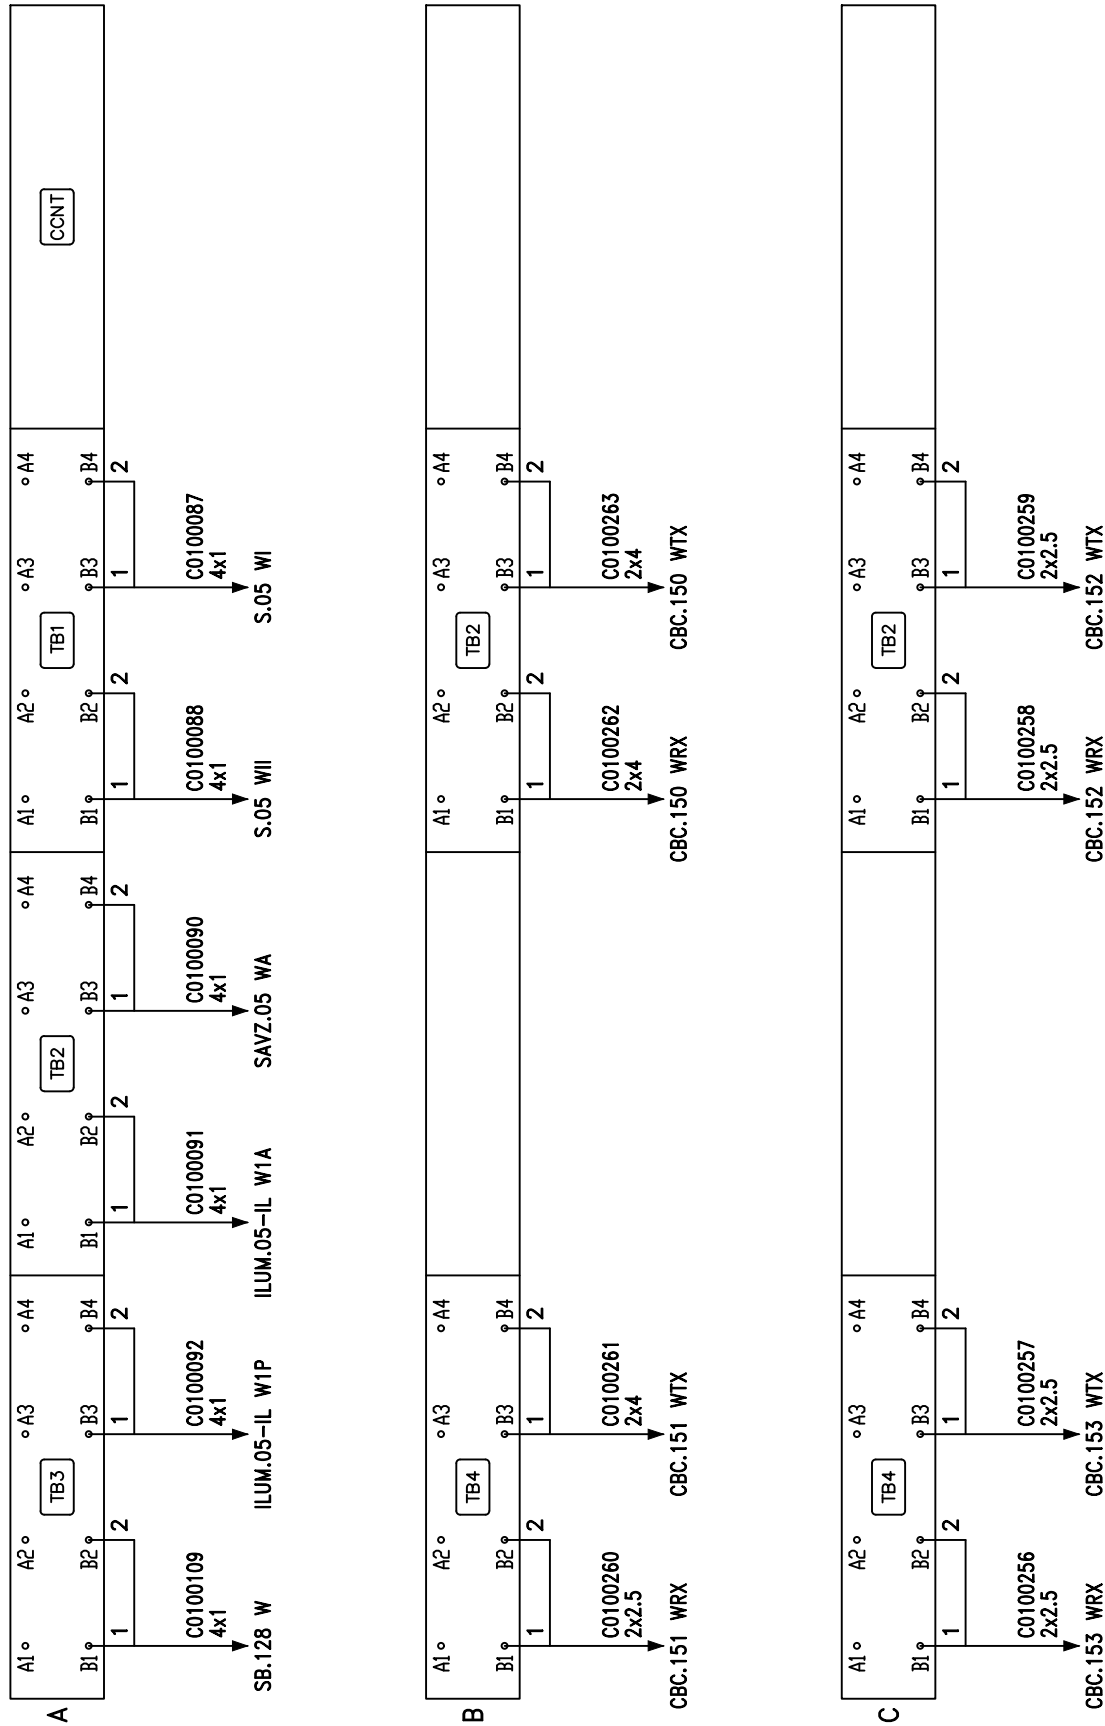 A
TB3
TB2
TB1
CCNT
A1
A2
A3
A4
A1
A2
A3
A4
A1
A2
A3
A4
B1
B2
B3
B4
B1
B2
B3
B4
B1
B2
B3
B4
1
2
1
2
1
2
1
2
1
2
1
2
C0100109
4x1
SB.128 W
C0100092
4x1
ILUM.05-IL W1P
C0100091
4x1
ILUM.05-IL W1A
C0100090
4x1
SAVZ.05 WA
C0100088
4x1
S.05 WII
C0100087
4x1
S.05 WI
B
TB4
TB2
A1
A2
A3
A4
A1
A2
A3
A4
B1
B2
B3
B4
B1
B2
B3
B4
1
2
1
2
1
2
1
2
C0100260
2x2.5
CBC.151 WRX
C0100261
2x4
CBC.151 WTX
C0100262
2x4
CBC.150 WRX
C0100263
2x4
CBC.150 WTX
C
TB4
TB2
A1
A2
A3
A4
A1
A2
A3
A4
B1
B2
B3
B4
B1
B2
B3
B4
1
2
1
2
1
2
1
2
C0100256
2x2.5
CBC.153 WRX
C0100257
2x2.5
CBC.153 WTX
C0100258
2x2.5
CBC.152 WRX
C0100259
2x2.5
CBC.152 WTX